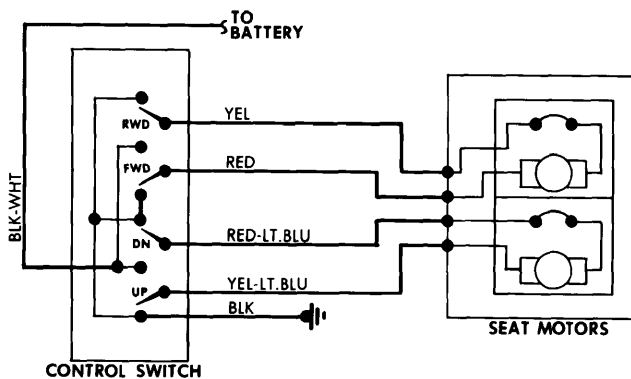 TO
BATTERY
RWD
YEL
FWD
RED
BLK-WHT
DN
RED-LT.BLU
UP
YEL-LT.BLU
BLK
SEAT MOTORS
CONTROL SWITCH